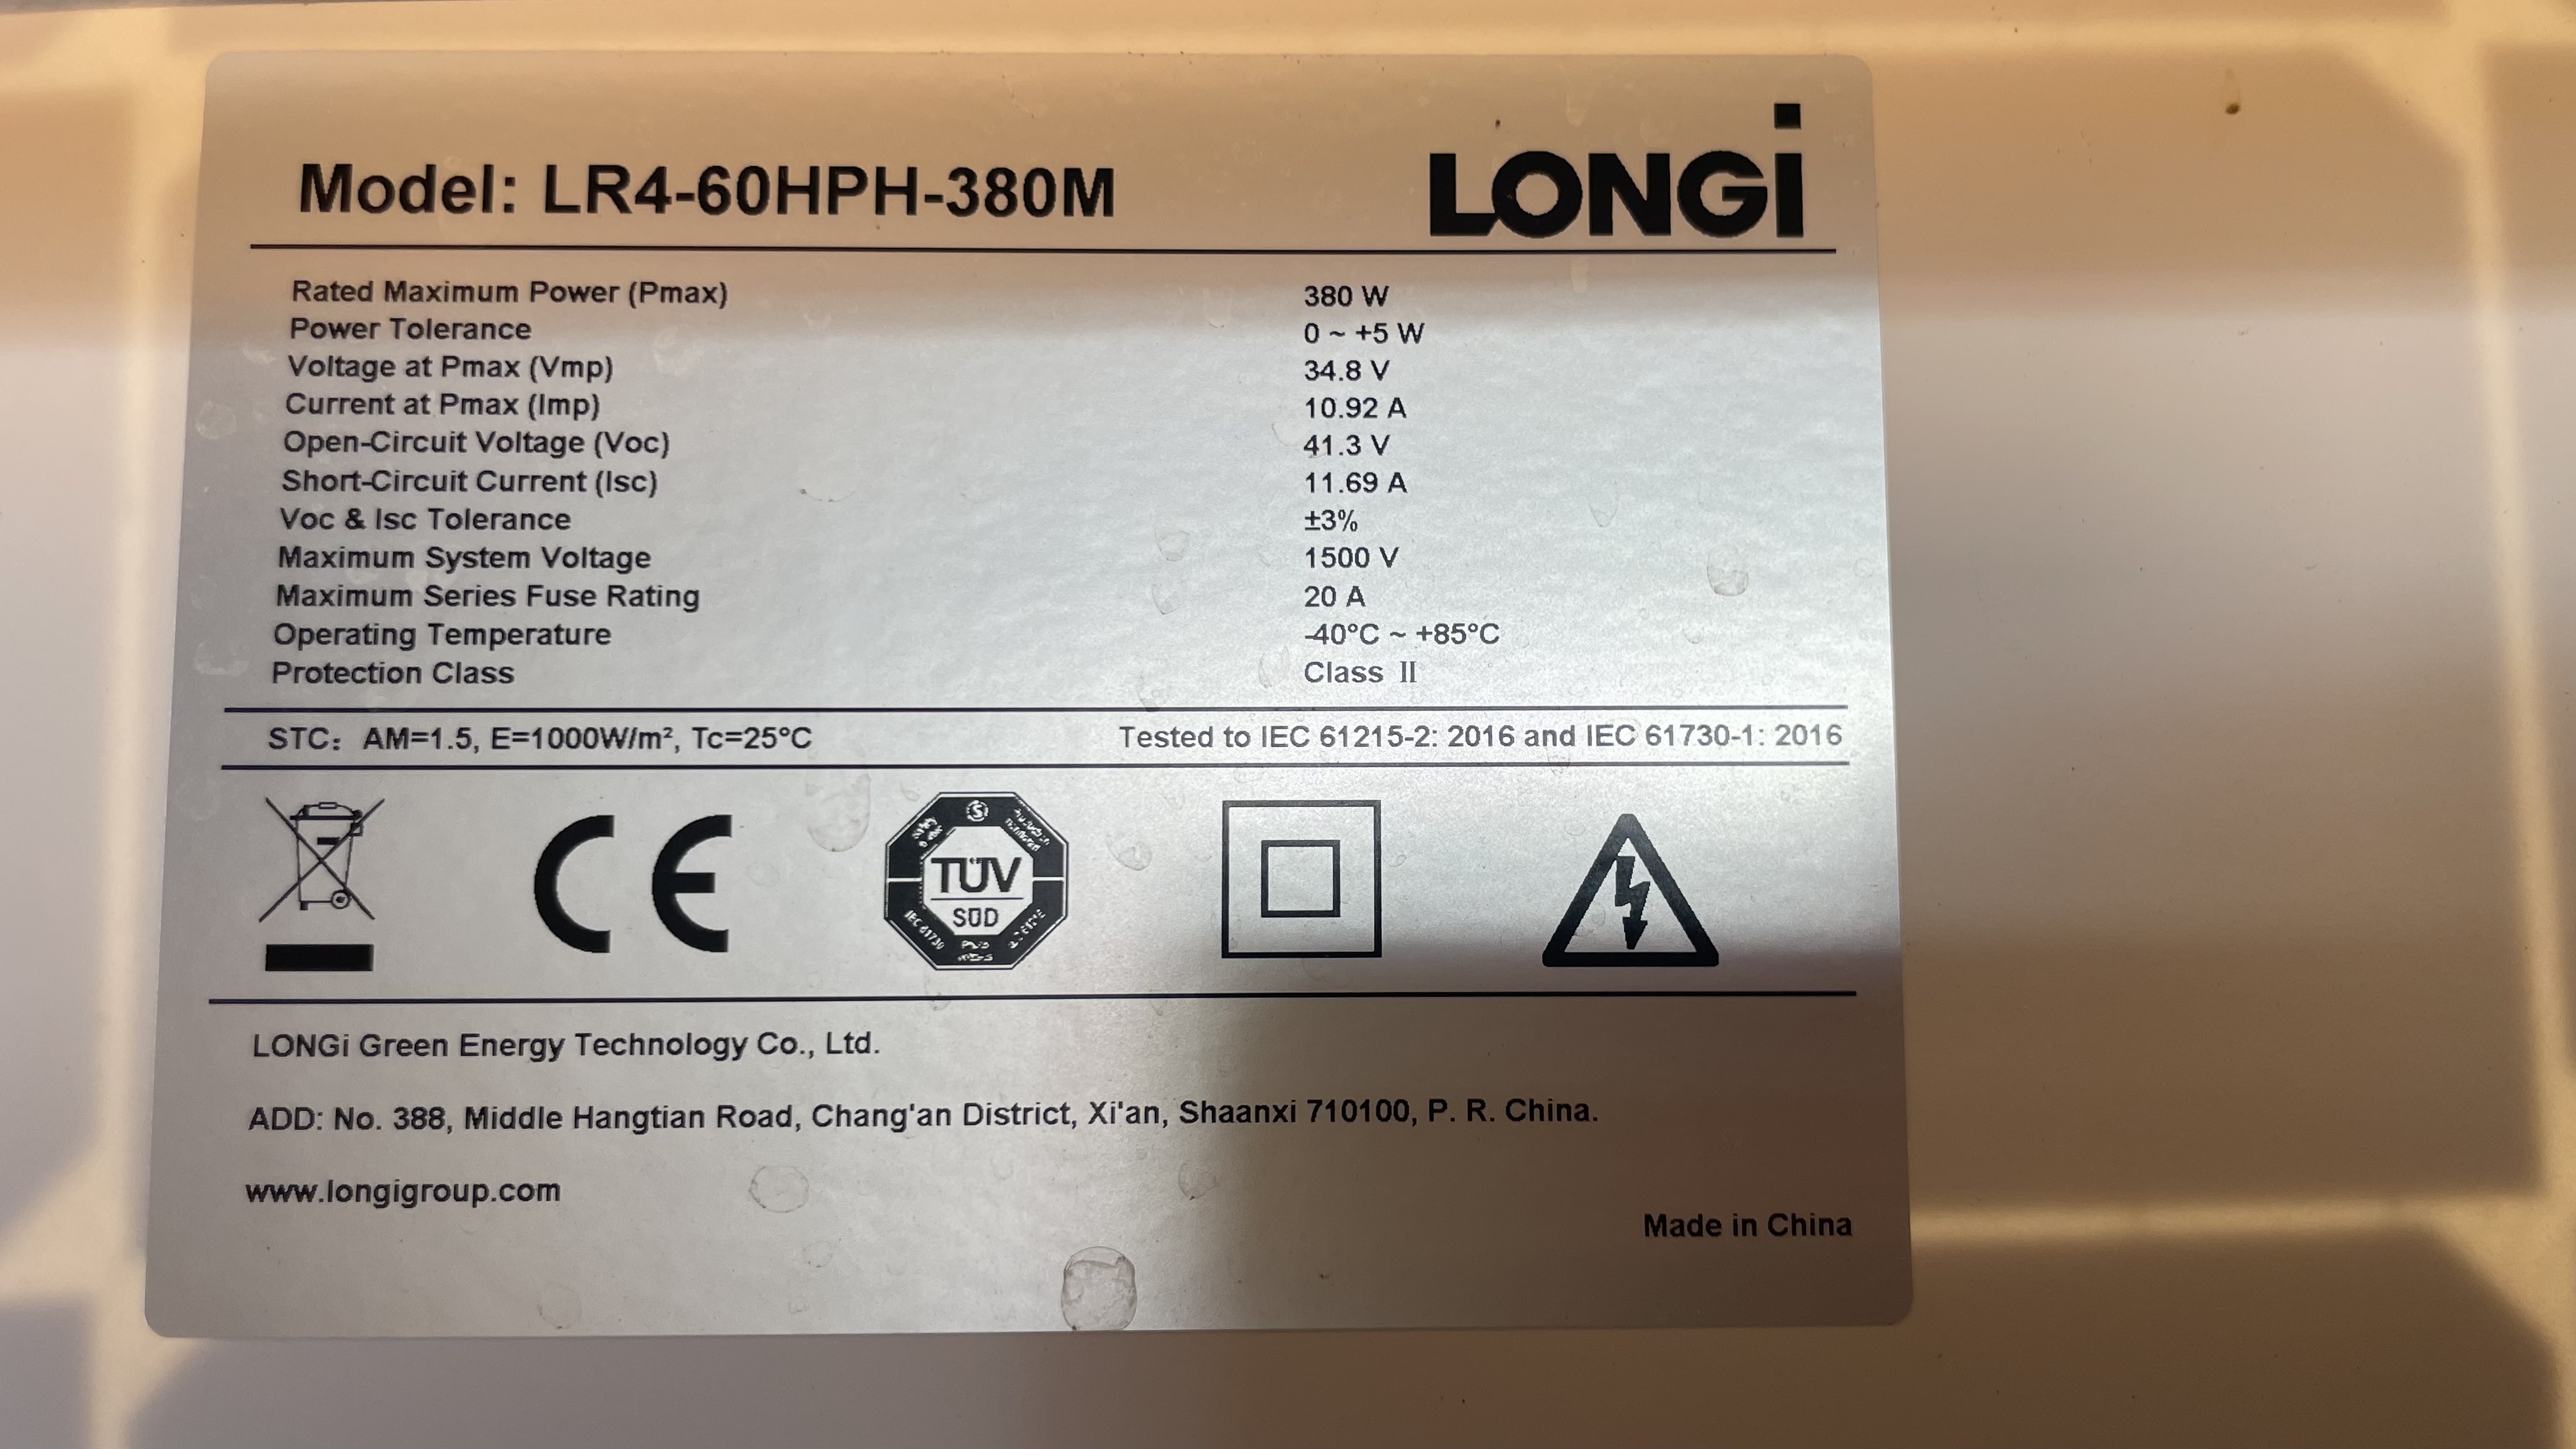 Model: LR4-60HPH-380M LONGi
Rated Maximum Power (Pmax) 380 W
Power Tolerance 0 ~ +5 W
Voltage at Pmax (Vmp) 34.8 V
Current at Pmax (Imp) 10.92 A
Open-Circuit Voltage (Voc) 41.3 V
Short-Circuit Current (Isc) 11.69 A
Voc & Isc Tolerance ±3%
Maximum System Voltage 1500 V
Maximum Series Fuse Rating 20 A
Operating Temperature -40°C ~ +85°C
Protection Class Class II
STC: AM=1.5, E=1000W/m², Tc=25°C Tested to IEC 61215-2: 2016 and IEC 61730-1: 2016
CE
TÜV
SÜD
IEC 61730
LONGi Green Energy Technology Co., Ltd.
ADD: No. 388, Middle Hangtian Road, Chang'an District, Xi'an, Shaanxi 710100, P. R. China.
www.longigroup.com
Made in China